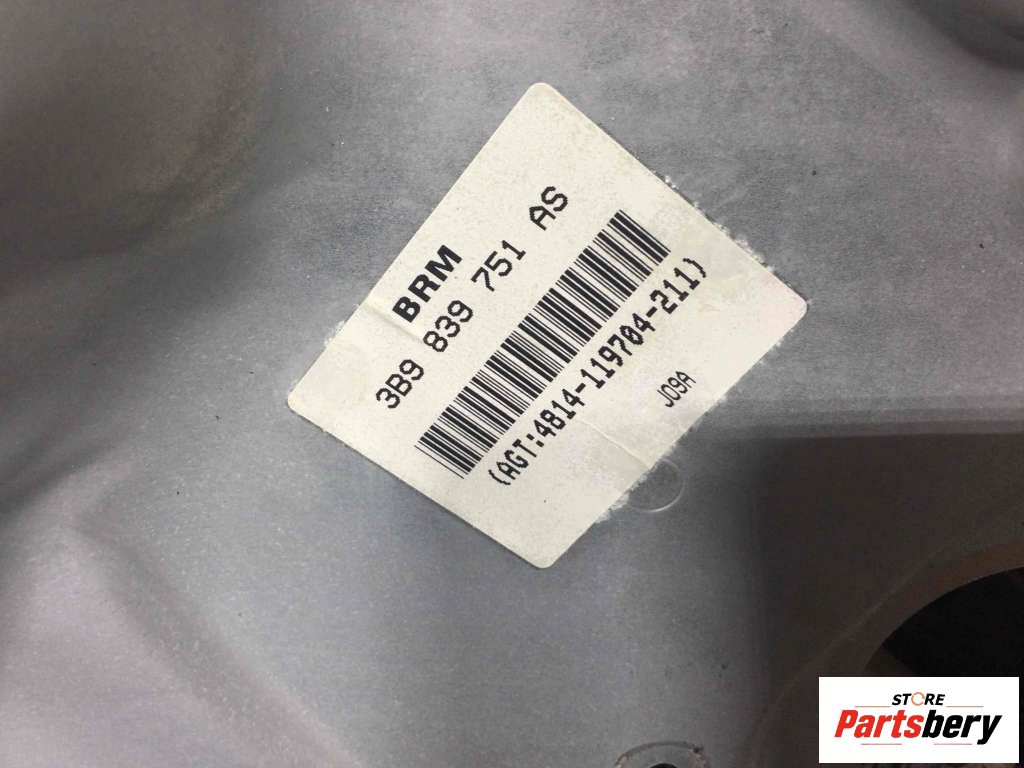 BRM
3B9 839 751 AS
(AGT:4814-119704-211)
J09A
STORE
Partsbery